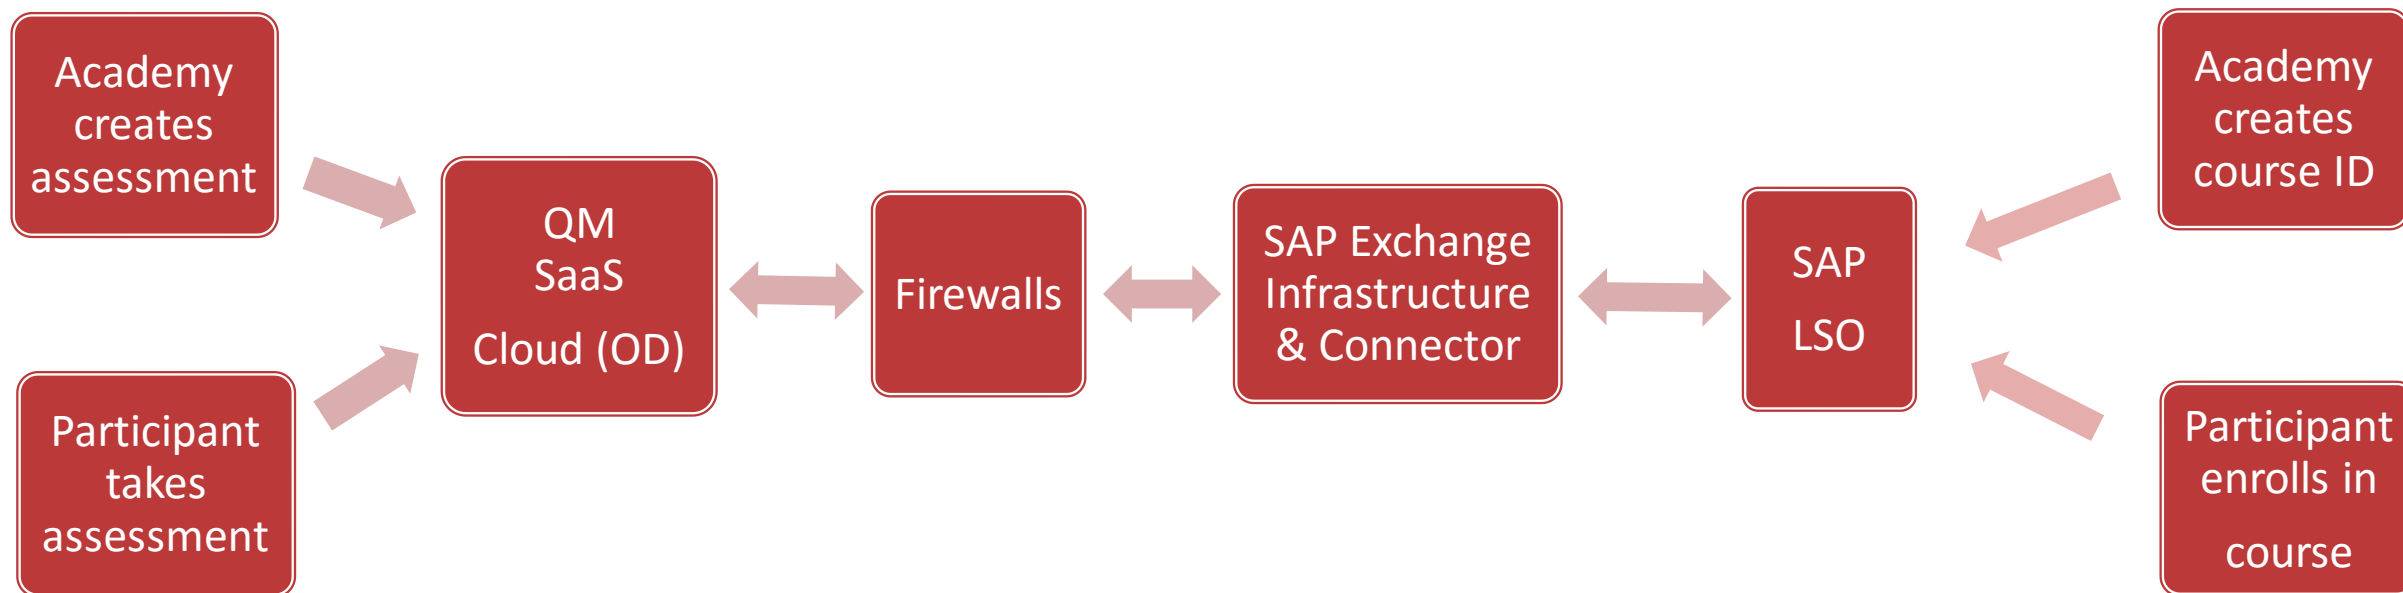 Academy
creates
assessment
Participant
takes
assessment
QM
SaaS
Cloud (OD)
Firewalls
SAP Exchange
Infrastructure
& Connector
SAP
LSO
Academy
creates
course ID
Participant
enrolls in
course